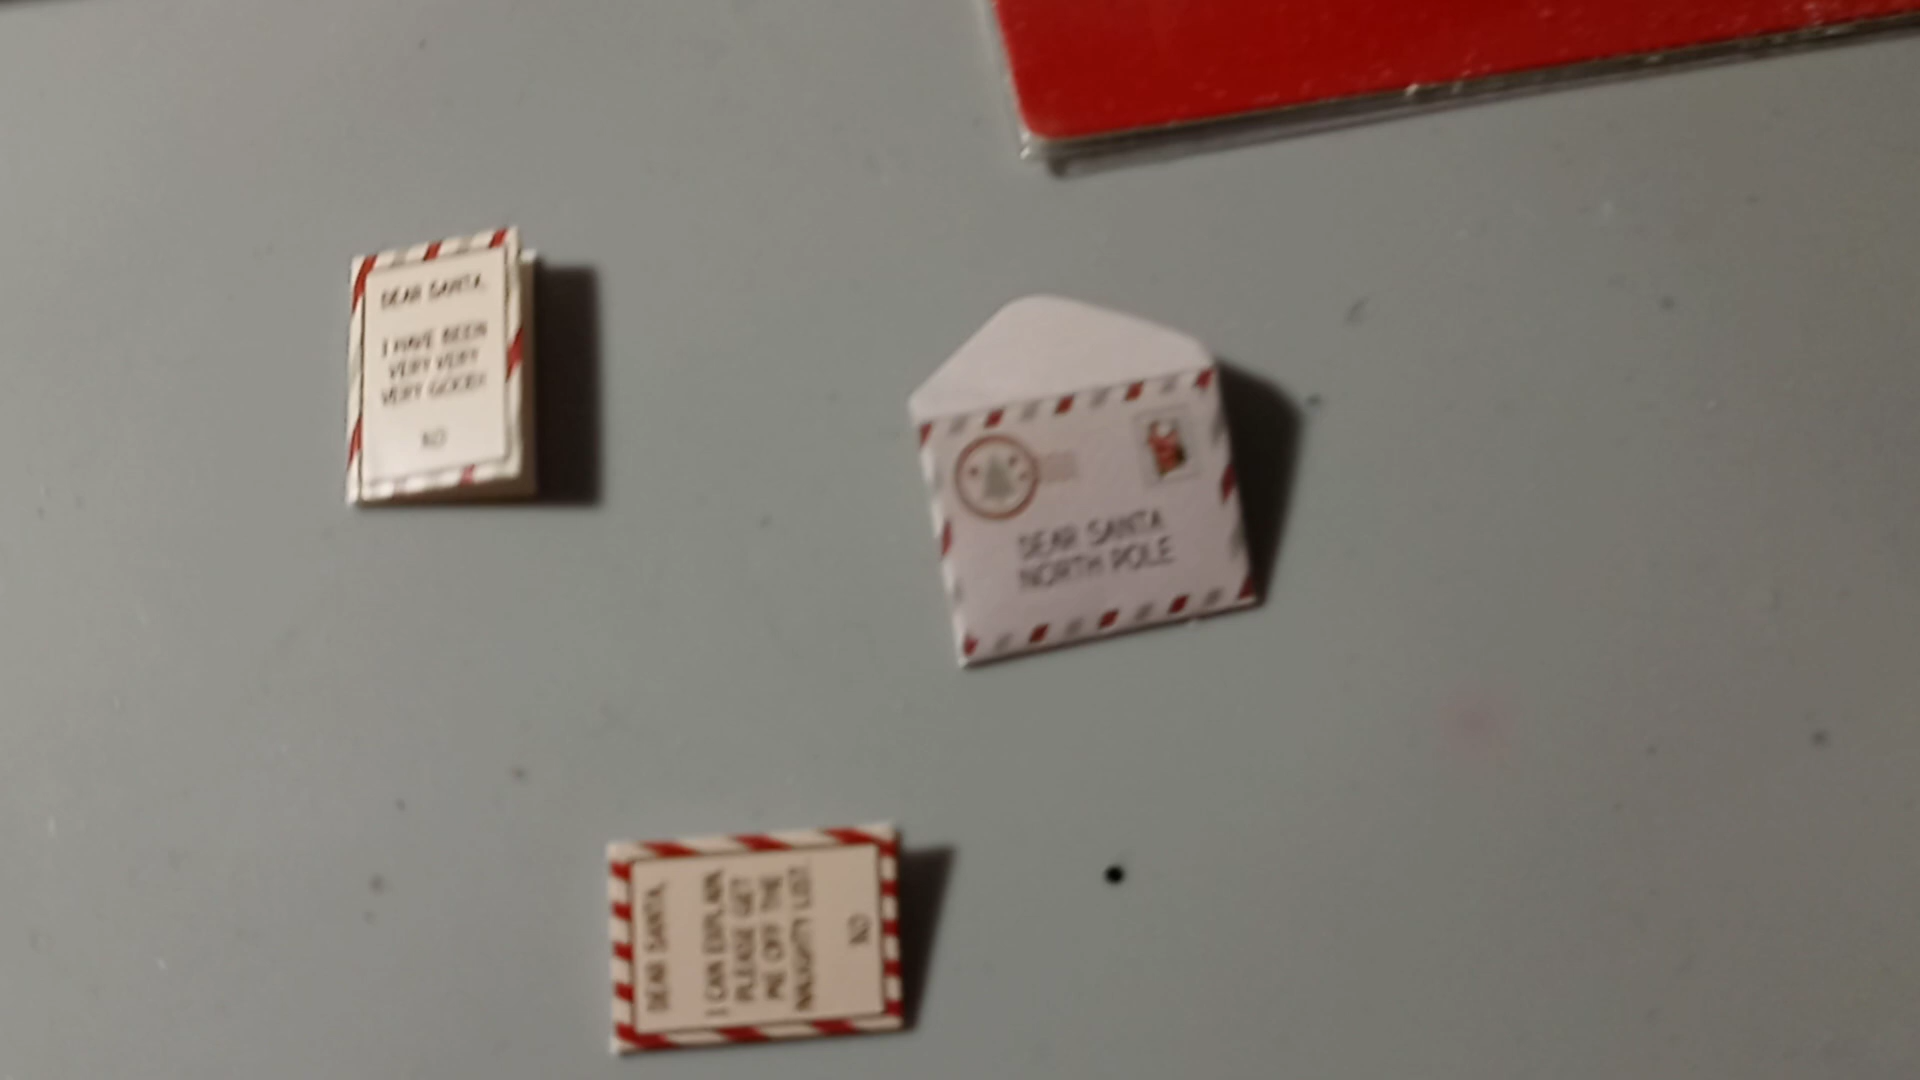 DEAR SANTA,
I HAVE BEEN
VERY VERY
VERY GOOD!
XO
DEAR SANTA
NORTH POLE
DEAR SANTA,
I CAN EXPLAIN,
PLEASE GET
ME OFF THE
NAUGHTY LIST.
XO